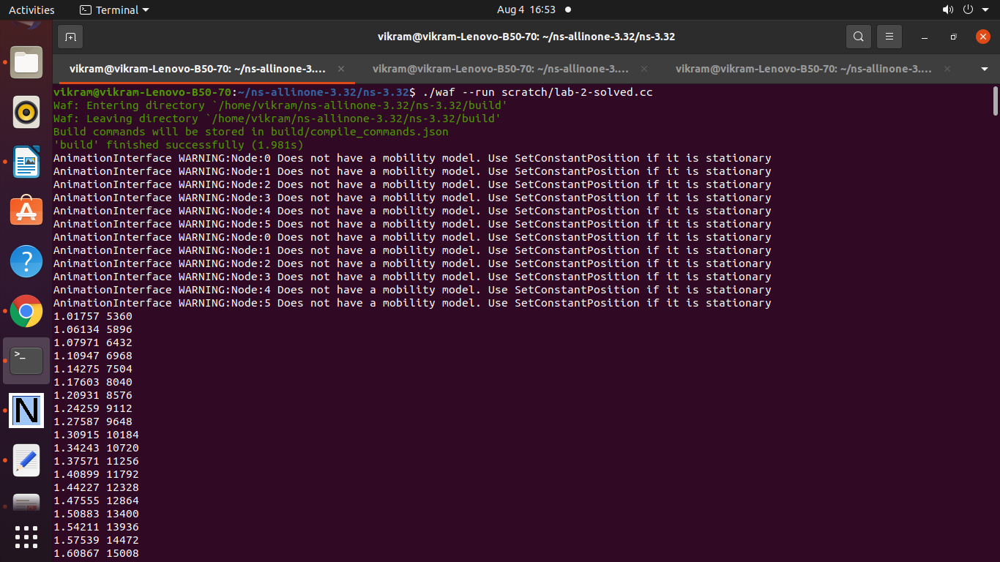 Activities
Terminal
Aug 4 16:53
vikram@vikram-Lenovo-B50-70: ~/ns-allinone-3.32/ns-3.32
vikram@vikram-Lenovo-B50-70: ~/ns-allinone-3.…
vikram@vikram-Lenovo-B50-70: ~/ns-allinone-3.…
vikram@vikram-Lenovo-B50-70: ~/ns-allinone-3.…
vikram@vikram-Lenovo-B50-70:~/ns-allinone-3.32/ns-3.32$ ./waf --run scratch/lab-2-solved.cc
Waf: Entering directory `/home/vikram/ns-allinone-3.32/ns-3.32/build'
Waf: Leaving directory `/home/vikram/ns-allinone-3.32/ns-3.32/build'
Build commands will be stored in build/compile_commands.json
'build' finished successfully (1.981s)
AnimationInterface WARNING:Node:0 Does not have a mobility model. Use SetConstantPosition if it is stationary
AnimationInterface WARNING:Node:1 Does not have a mobility model. Use SetConstantPosition if it is stationary
AnimationInterface WARNING:Node:2 Does not have a mobility model. Use SetConstantPosition if it is stationary
AnimationInterface WARNING:Node:3 Does not have a mobility model. Use SetConstantPosition if it is stationary
AnimationInterface WARNING:Node:4 Does not have a mobility model. Use SetConstantPosition if it is stationary
AnimationInterface WARNING:Node:5 Does not have a mobility model. Use SetConstantPosition if it is stationary
AnimationInterface WARNING:Node:0 Does not have a mobility model. Use SetConstantPosition if it is stationary
AnimationInterface WARNING:Node:1 Does not have a mobility model. Use SetConstantPosition if it is stationary
AnimationInterface WARNING:Node:2 Does not have a mobility model. Use SetConstantPosition if it is stationary
AnimationInterface WARNING:Node:3 Does not have a mobility model. Use SetConstantPosition if it is stationary
AnimationInterface WARNING:Node:4 Does not have a mobility model. Use SetConstantPosition if it is stationary
AnimationInterface WARNING:Node:5 Does not have a mobility model. Use SetConstantPosition if it is stationary
1.01757 5360
1.06134 5896
1.07971 6432
1.10947 6968
1.14275 7504
1.17603 8040
1.20931 8576
1.24259 9112
1.27587 9648
1.30915 10184
1.34243 10720
1.37571 11256
1.40899 11792
1.44227 12328
1.47555 12864
1.50883 13400
1.54211 13936
1.57539 14472
1.60867 15008